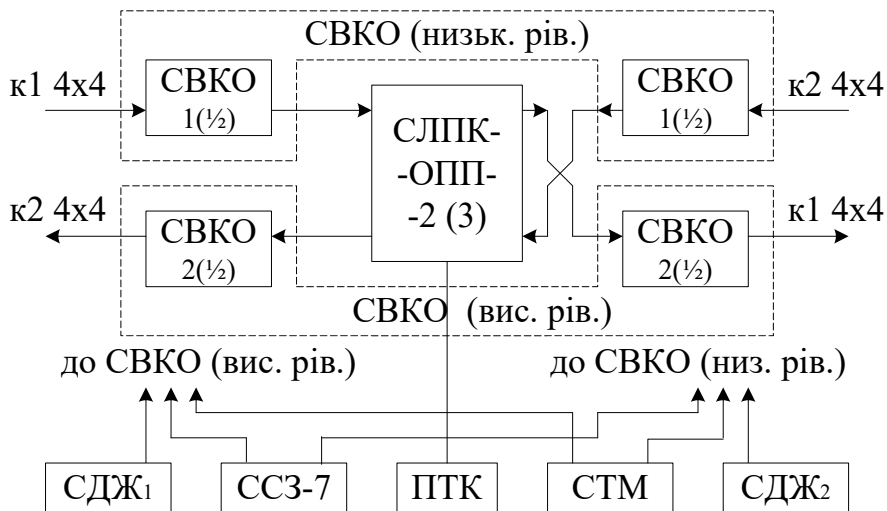 СВКО (низьк. рів.)
к1 4х4
СВКО
1(½)
СЛПК-
-ОПП-
-2 (3)
СВКО
1(½)
к2 4х4
к2 4х4
СВКО
2(½)
СВКО
2(½)
к1 4х4
СВКО (вис. рів.)
до СВКО (вис. рів.)
до СВКО (низ. рів.)
СДЖ1
ССЗ-7
ПТК
СТМ
СДЖ2